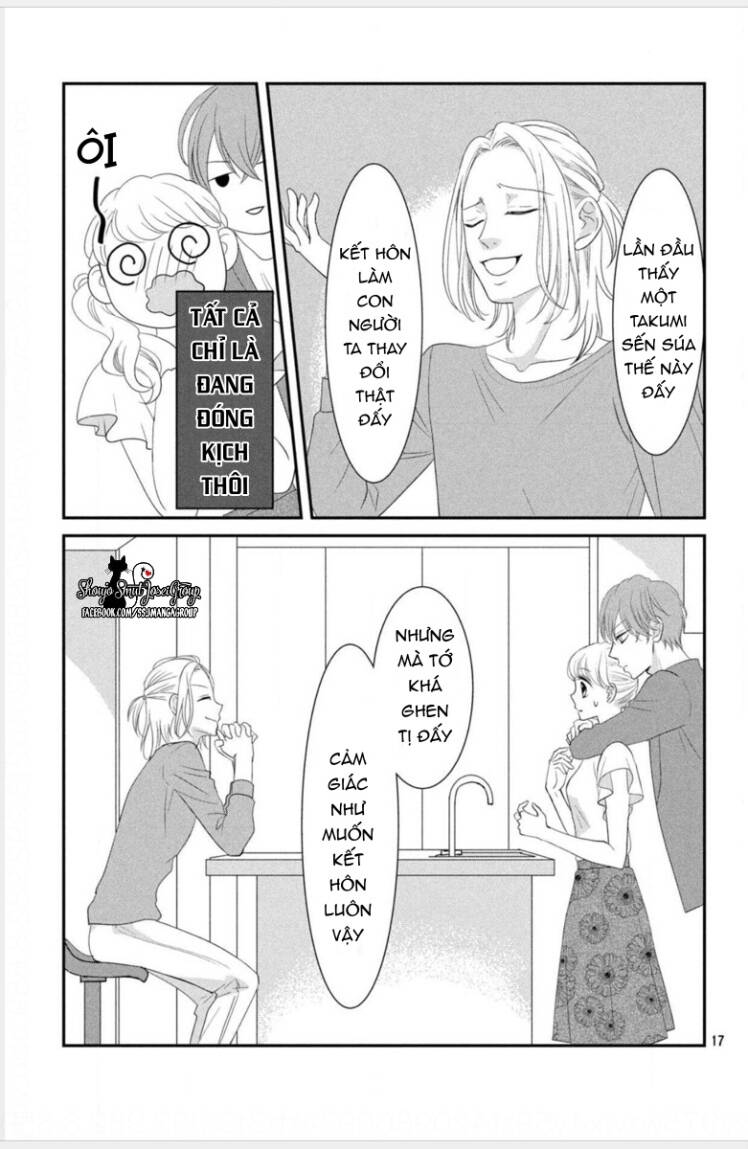 LẦN ĐẦU
THẤY
MỘT
TAKUMI
SẾN SÚA
THẾ NÀY
ĐẤY
KẾT HÔN
LÀM
CON
NGƯỜI
TA THAY
ĐỔI
THẬT
ĐẤY
ÔI
TẤT CẢ
CHỈ LÀ
ĐANG
ĐÓNG
KỊCH
THÔI
NHƯNG
MÀ TỚ
KHÁ
GHEN
TỊ ĐẤY
CẢM
GIÁC
NHƯ
MUỐN
KẾT
HÔN
LUÔN
VẬY
Shoujo Smut Josei Group
FACEBOOK.COM/SSJMANGAGROUP
17